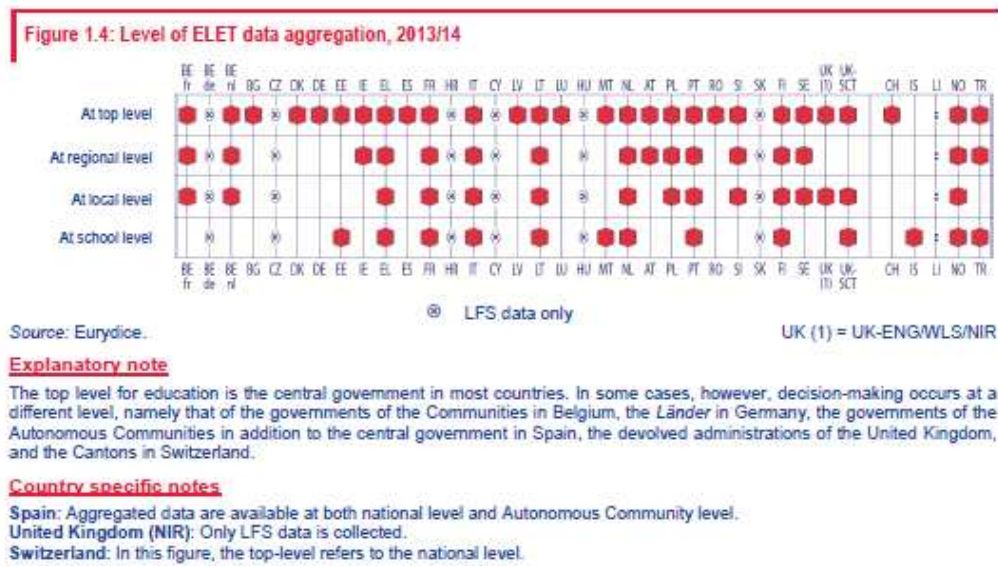 Figure 1.4: Level of ELET data aggregation, 2013/14
BE fr BE de BE nl BG CZ DK DE EE IE EL ES FR HR IT CY LV LT LU HU MT NL AT PL PT RO SI SK FI SE UK (1) UK-SCT CH IS LI NO TR
At top level
At regional level
At local level
At school level
BE fr BE de BE nl BG CZ DK DE EE IE EL ES FR HR IT CY LV LT LU HU MT NL AT PL PT RO SI SK FI SE UK (1) UK-SCT CH IS LI NO TR
LFS data only
Source: Eurydice.
UK (1) = UK-ENG/WLS/NIR
Explanatory note
The top level for education is the central government in most countries. In some cases, however, decision-making occurs at a
different level, namely that of the governments of the Communities in Belgium, the Länder in Germany, the governments of the
Autonomous Communities in addition to the central government in Spain, the devolved administrations of the United Kingdom,
and the Cantons in Switzerland.
Country specific notes
Spain: Aggregated data are available at both national level and Autonomous Community level.
United Kingdom (NIR): Only LFS data is collected.
Switzerland: In this figure, the top-level refers to the national level.